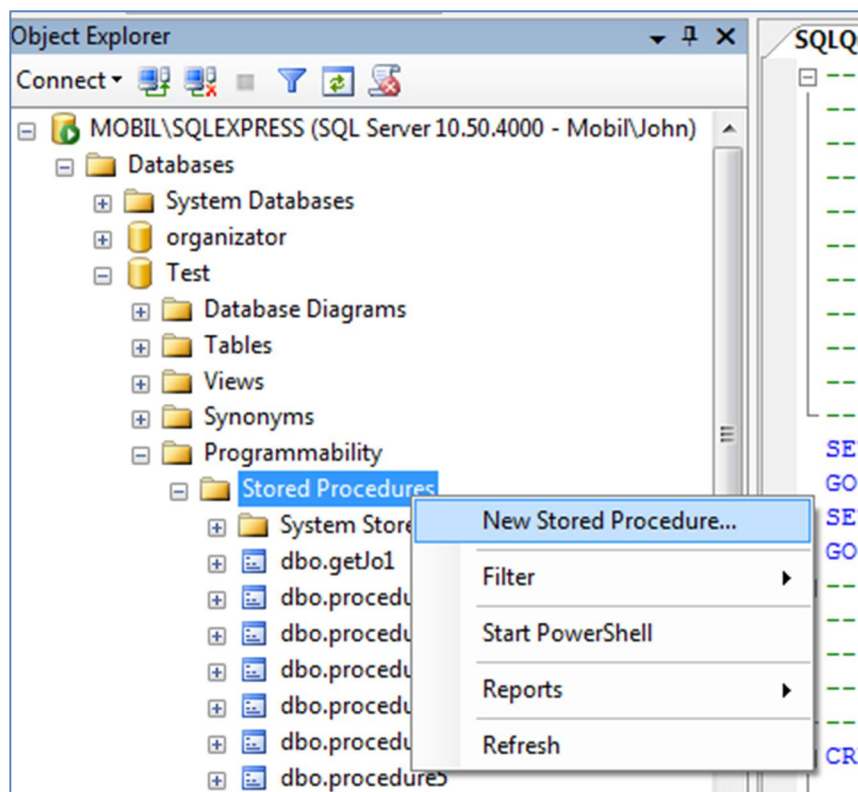 Object Explorer
SQLQ
Connect
MOBIL\SQLEXPRESS (SQL Server 10.50.4000 - Mobil\John)
Databases
System Databases
organizator
Test
Database Diagrams
Tables
Views
Synonyms
Programmability
Stored Procedures
System Store
dbo.getJo1
dbo.procedu
dbo.procedu
dbo.procedu
dbo.procedu
dbo.procedu
dbo.procedure5
New Stored Procedure...
Filter
Start PowerShell
Reports
Refresh
--
--
--
--
--
--
--
--
--
--
--
SE
GO
SE
GO
--
--
--
--
--
CR